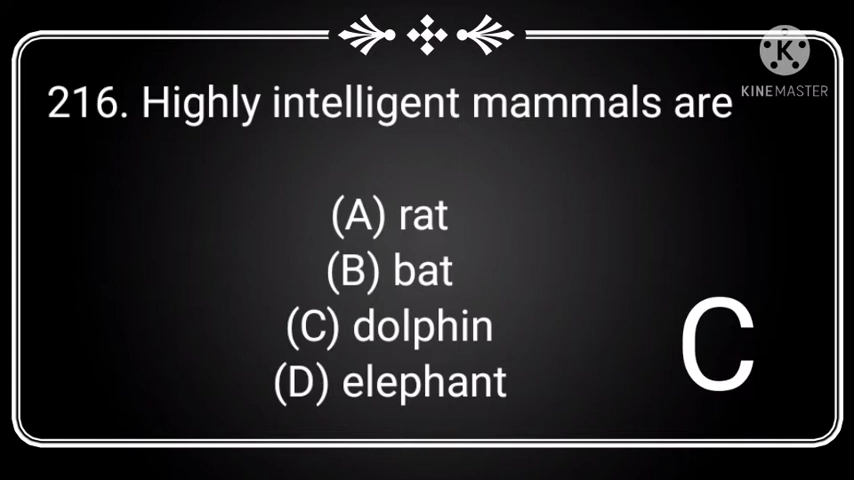 216. Highly intelligent mammals are
K
KINEMASTER
(A) rat
(B) bat
(C) dolphin
(D) elephant
C